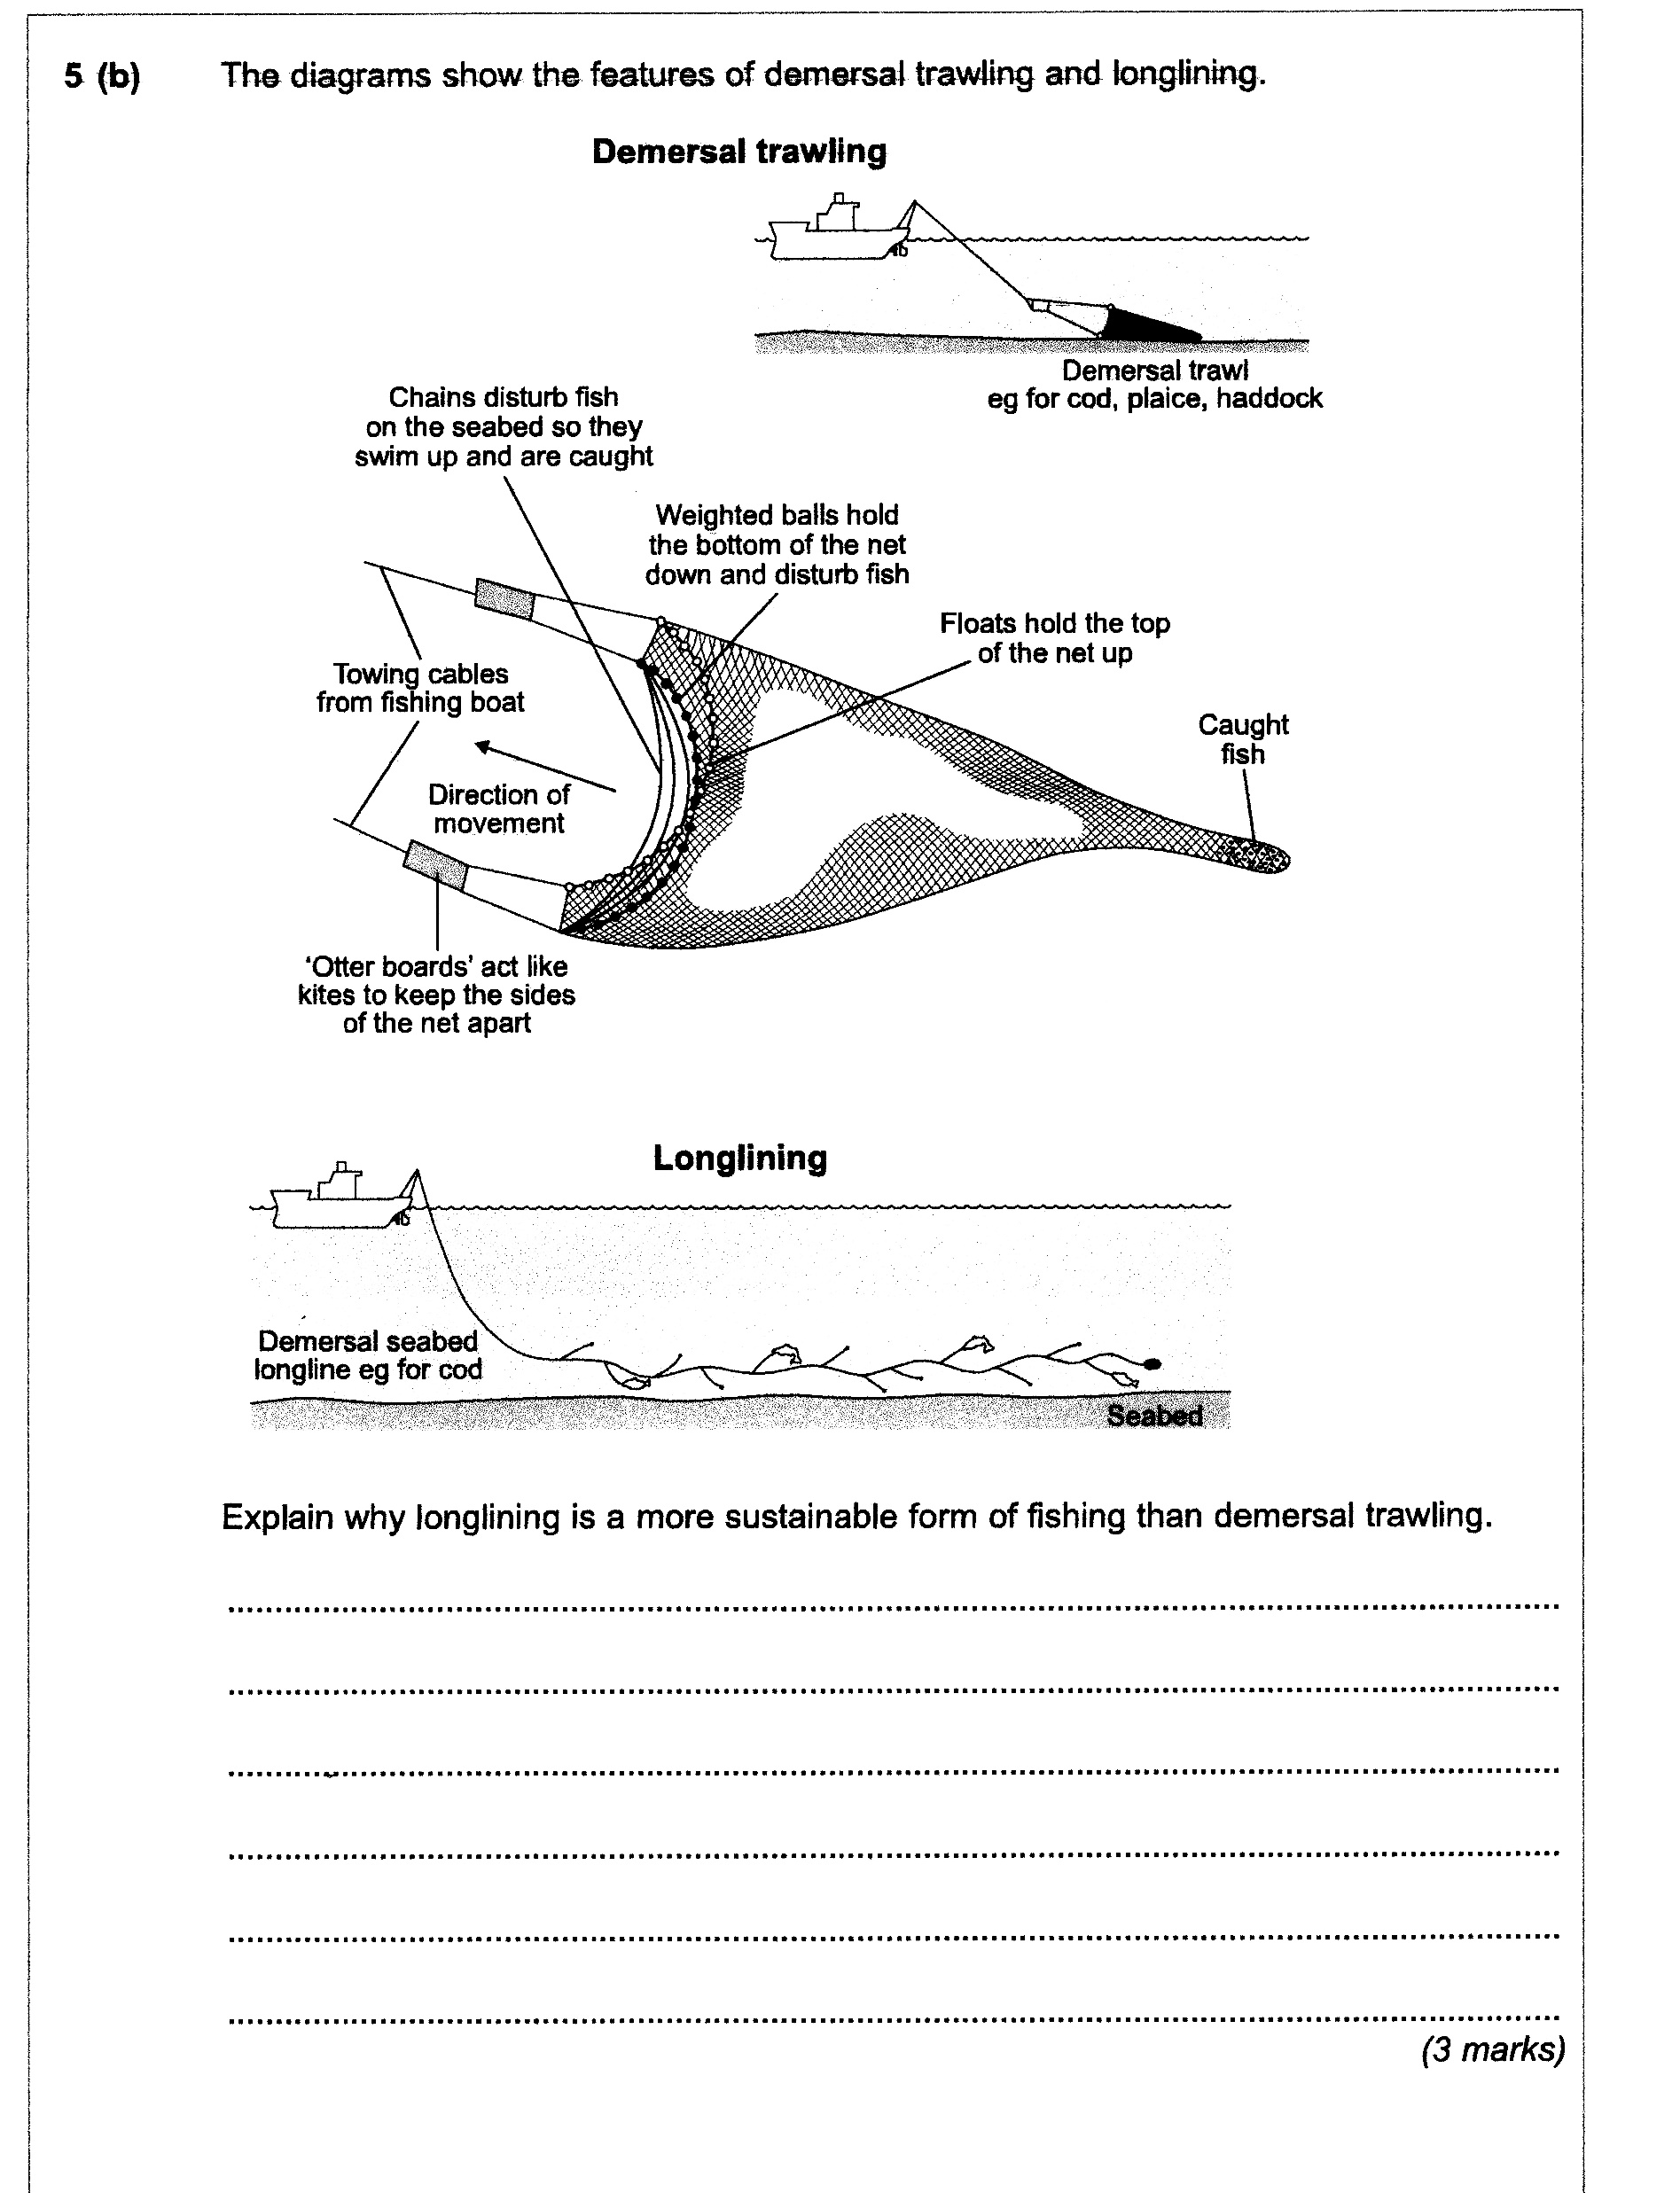 5 (b) The diagrams show the features of demersal trawling and longlining.
Demersal trawling
Demersal trawl
eg for cod, plaice, haddock
Chains disturb fish
on the seabed so they
swim up and are caught
Weighted balls hold
the bottom of the net
down and disturb fish
Floats hold the top
of the net up
Towing cables
from fishing boat
Caught
fish
Direction of
movement
‘Otter boards’ act like
kites to keep the sides
of the net apart
Longlining
Demersal seabed
longline eg for cod
Seabed
Explain why longlining is a more sustainable form of fishing than demersal trawling.
(3 marks)